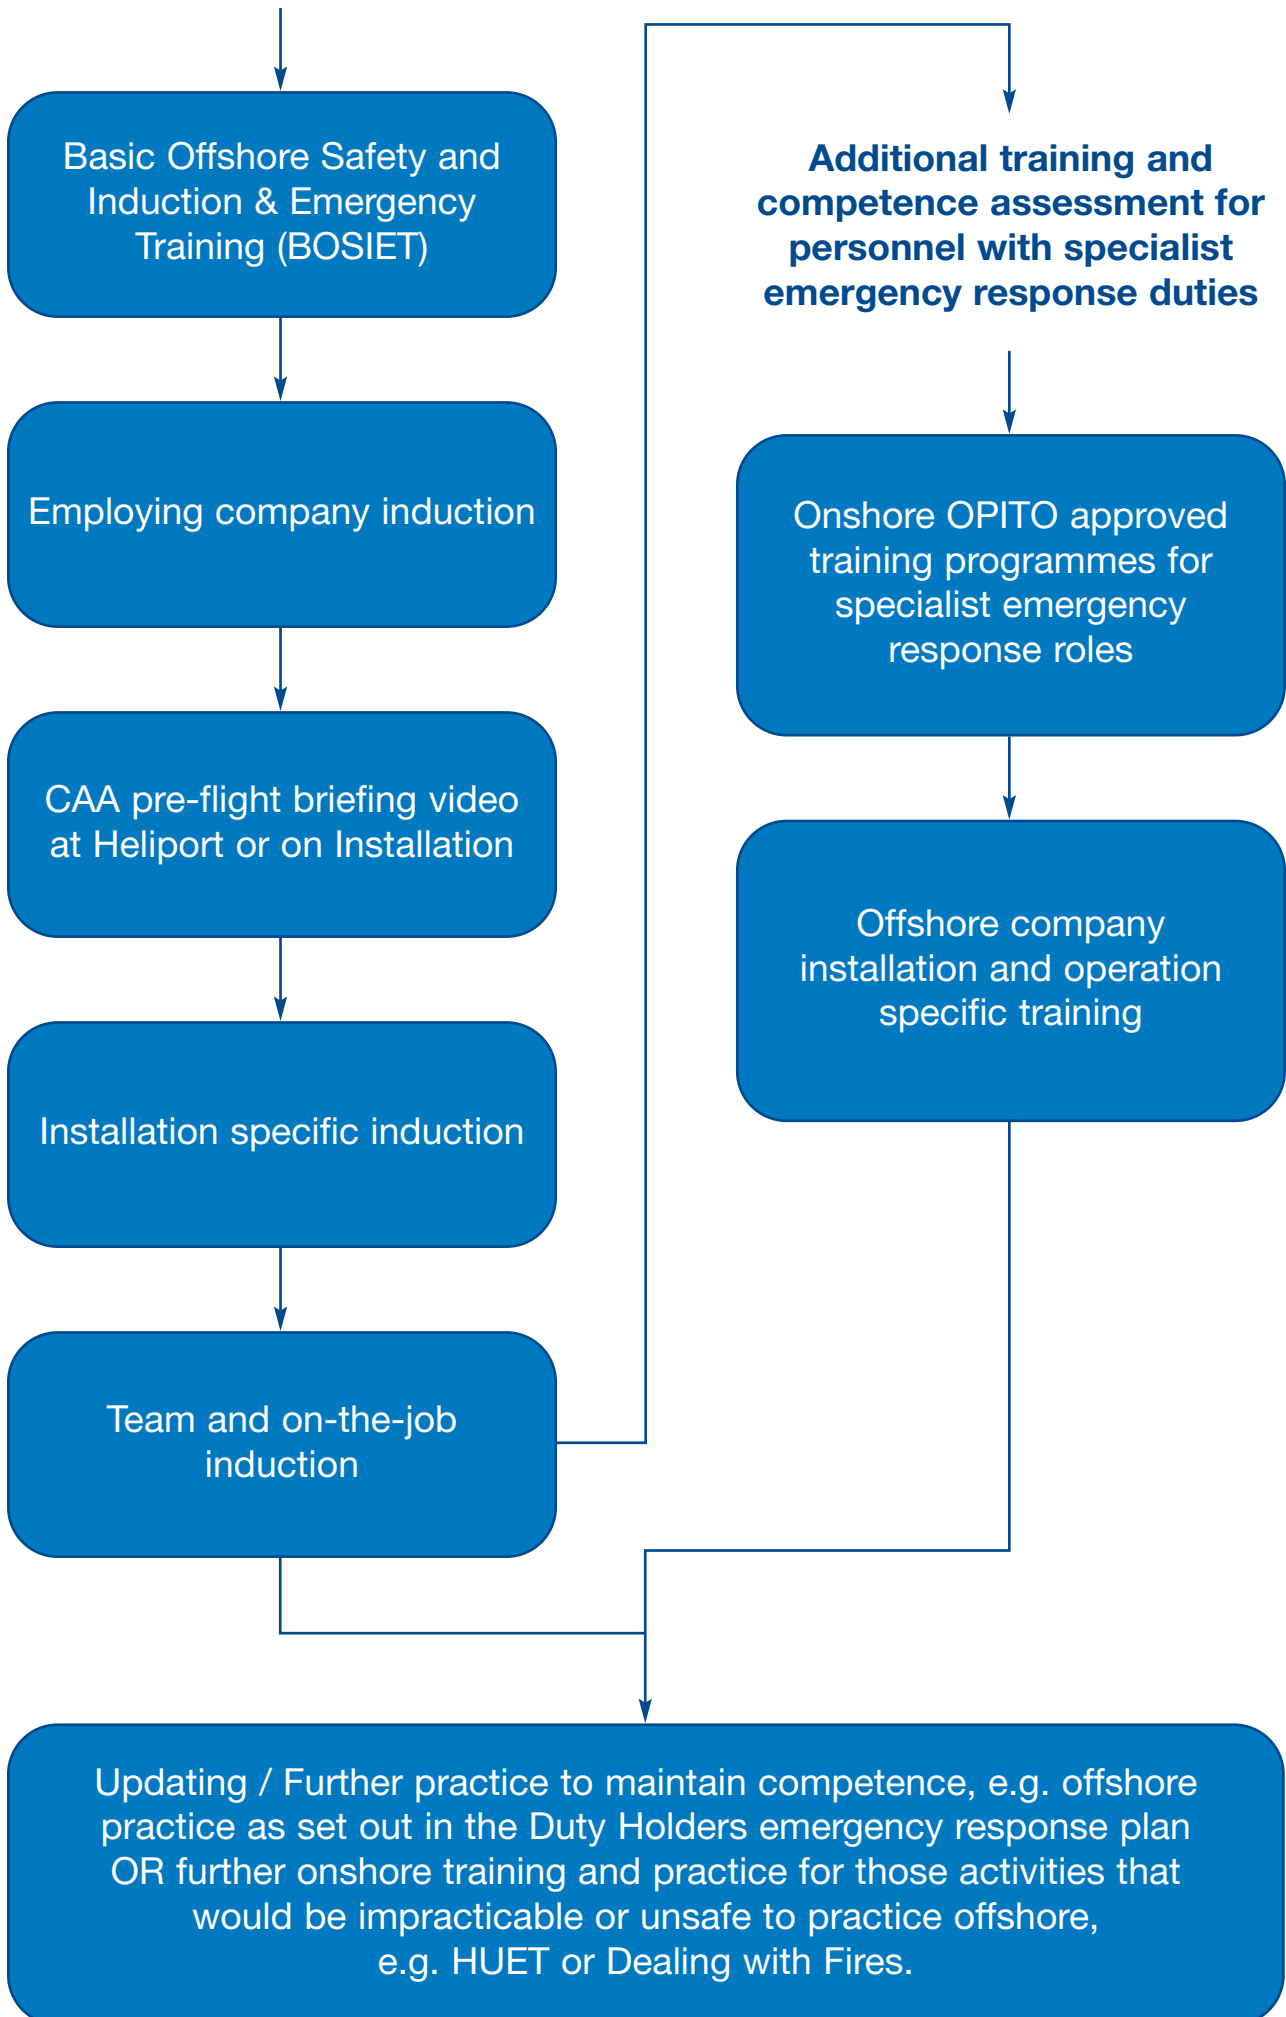 Basic Offshore Safety and
Induction & Emergency
Training (BOSIET)
Employing company induction
CAA pre-flight briefing video
at Heliport or on Installation
Installation specific induction
Team and on-the-job
induction
Additional training and
competence assessment for
personnel with specialist
emergency response duties
Onshore OPITO approved
training programmes for
specialist emergency
response roles
Offshore company
installation and operation
specific training
Updating / Further practice to maintain competence, e.g. offshore
practice as set out in the Duty Holders emergency response plan
OR further onshore training and practice for those activities that
would be impracticable or unsafe to practice offshore,
e.g. HUET or Dealing with Fires.